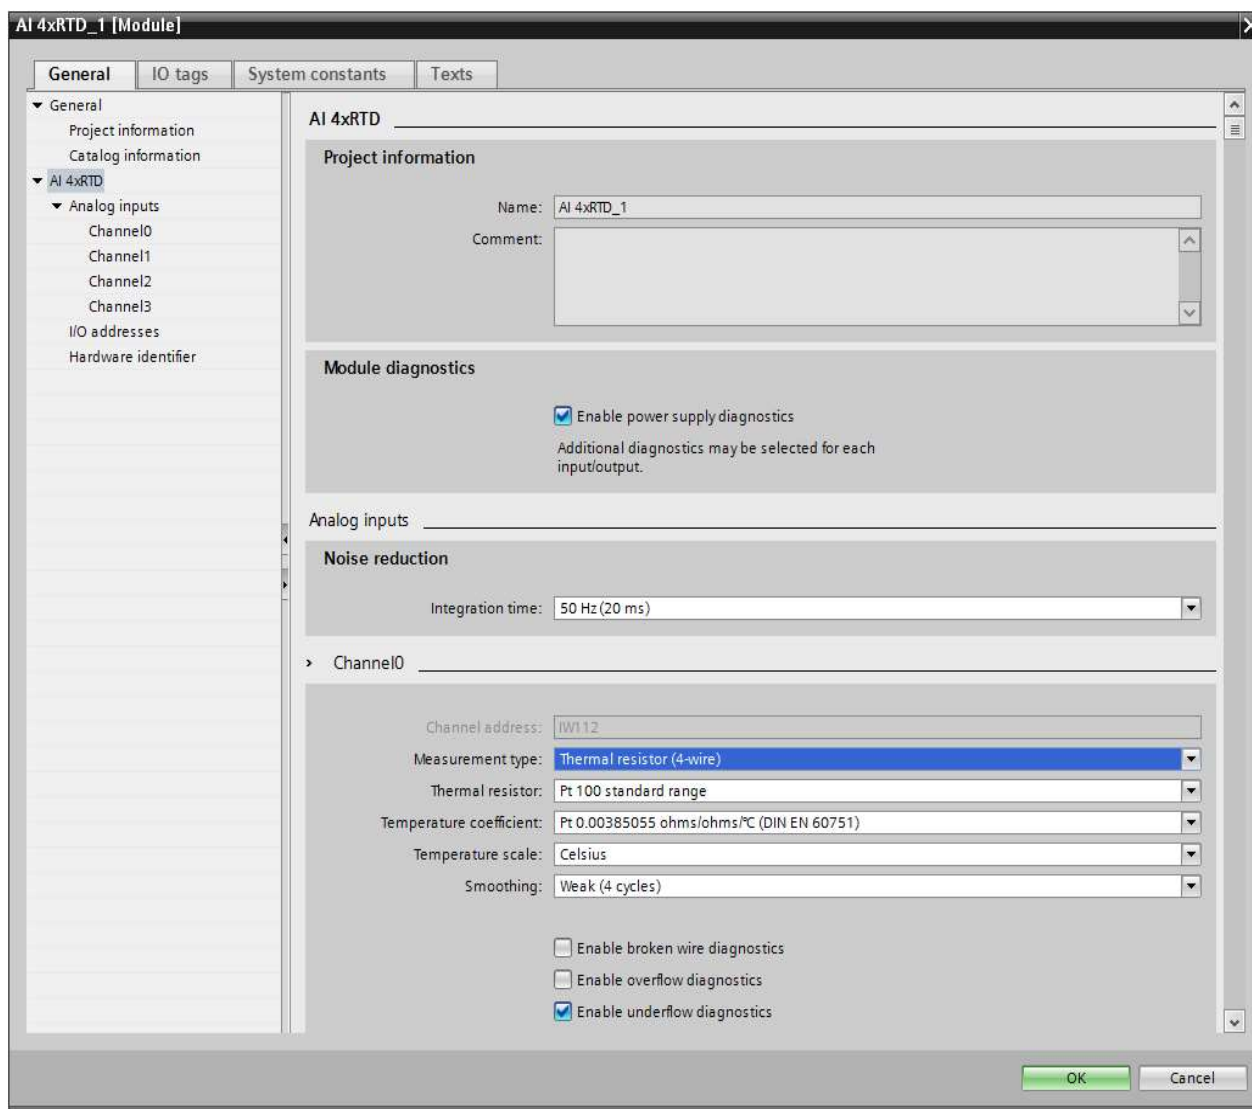 AI 4xRTD_1 [Module]
General
IO tags
System constants
Texts
General
Project information
Catalog information
AI 4xRTD
Analog inputs
Channel0
Channel1
Channel2
Channel3
I/O addresses
Hardware identifier
AI 4xRTD
Project information
Name: AI 4xRTD_1
Comment:
Module diagnostics
Enable power supply diagnostics
Additional diagnostics may be selected for each
input/output.
Analog inputs
Noise reduction
Integration time: 50 Hz (20 ms)
Channel0
Channel address: IW112
Measurement type: Thermal resistor (4-wire)
Thermal resistor: Pt 100 standard range
Temperature coefficient: Pt 0.00385055 ohms/ohms/°C (DIN EN 60751)
Temperature scale: Celsius
Smoothing: Weak (4 cycles)
Enable broken wire diagnostics
Enable overflow diagnostics
Enable underflow diagnostics
OK
Cancel